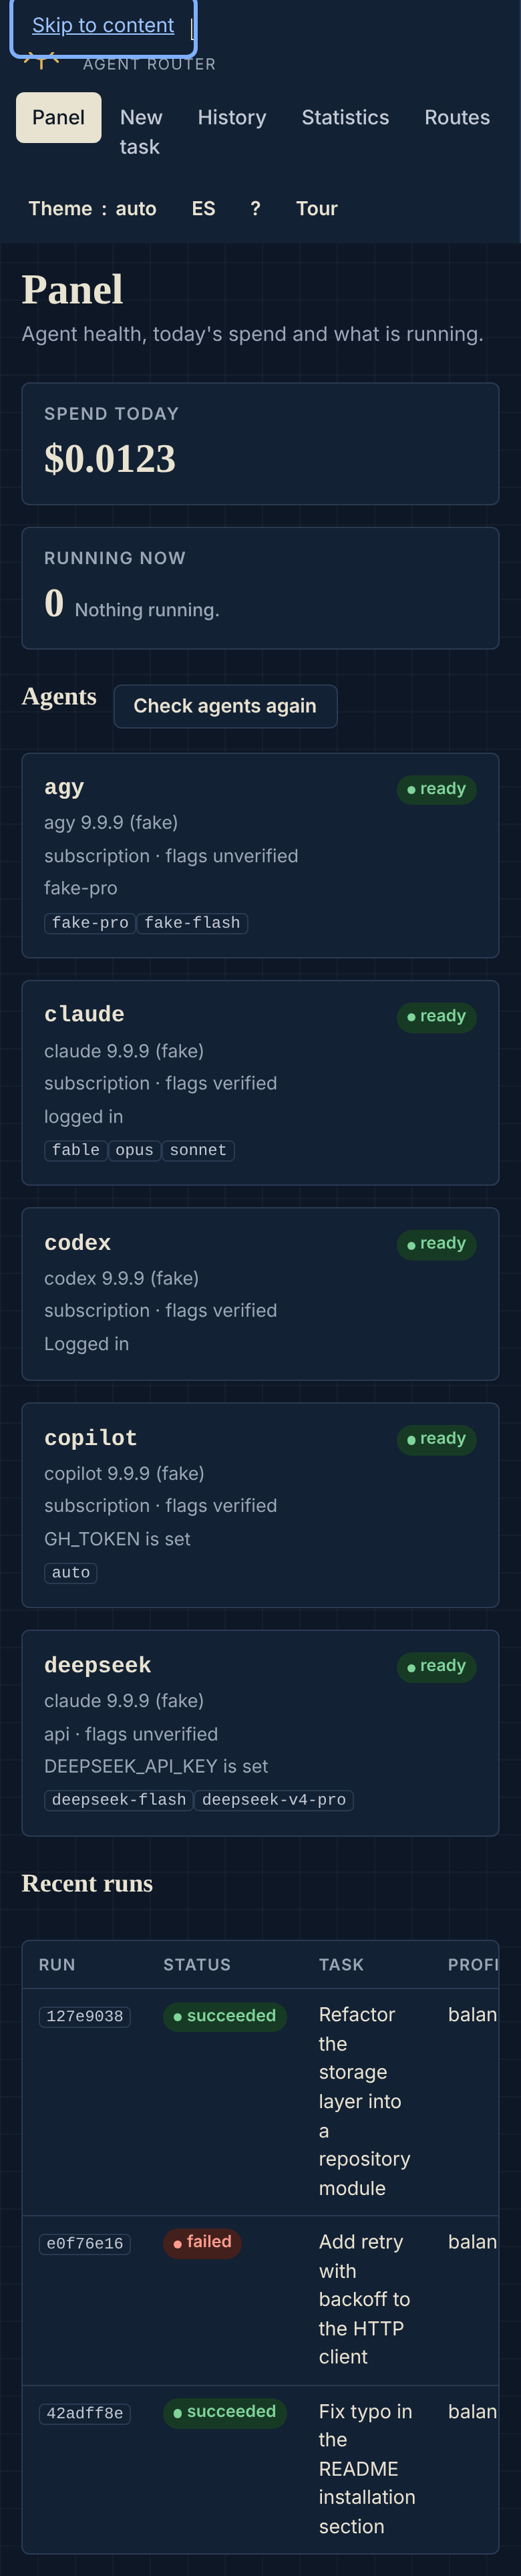 Skip to content
AGENT ROUTER
Panel New task History Statistics Routes
Theme : auto ES ? Tour
Panel
Agent health, today's spend and what is running.
SPEND TODAY
$0.0123
RUNNING NOW
0 Nothing running.
Agents Check agents again
agy ready
agy 9.9.9 (fake)
subscription · flags unverified
fake-pro
fake-pro fake-flash
claude ready
claude 9.9.9 (fake)
subscription · flags verified
logged in
fable opus sonnet
codex ready
codex 9.9.9 (fake)
subscription · flags verified
Logged in
copilot ready
copilot 9.9.9 (fake)
subscription · flags verified
GH_TOKEN is set
auto
deepseek ready
claude 9.9.9 (fake)
api · flags unverified
DEEPSEEK_API_KEY is set
deepseek-flash deepseek-v4-pro
Recent runs
RUN STATUS TASK PROFI
127e9038 succeeded Refactor balan
the
storage
layer into
a
repository
module
e0f76e16 failed Add retry balan
with
backoff to
the HTTP
client
42adff8e succeeded Fix typo in balan
the
README
installation
section